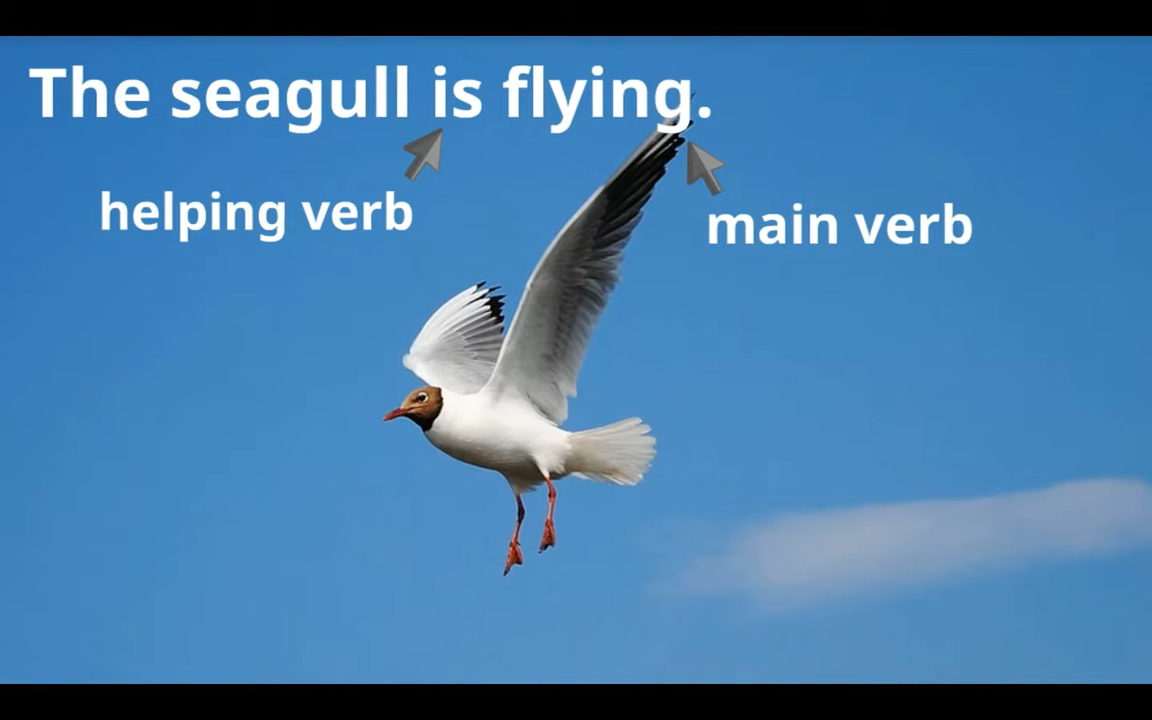 The seagull is flying.
helping verb
main verb